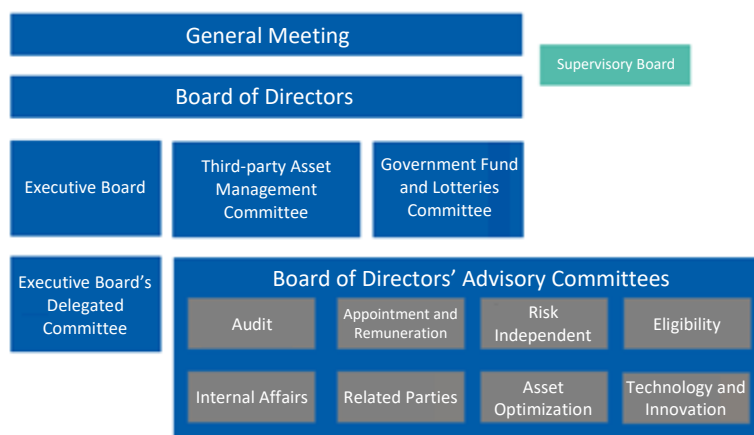 General Meeting
Supervisory Board
Board of Directors
Executive Board
Third-party Asset
Management
Committee
Government Fund
and Lotteries
Committee
Executive Board’s
Delegated
Committee
Board of Directors’ Advisory Committees
Audit
Appointment and
Remuneration
Risk
Independent
Eligibility
Internal Affairs
Related Parties
Asset
Optimization
Technology and
Innovation